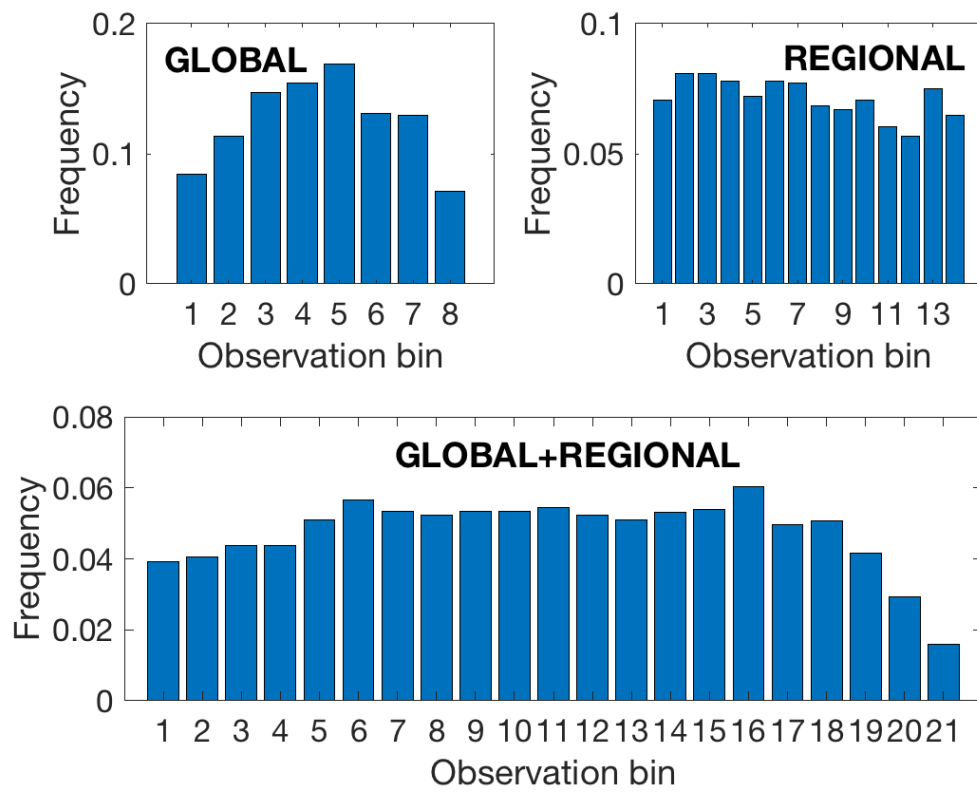 GLOBAL
Frequency
0.2
0.1
0
1 2 3 4 5 6 7 8
Observation bin
REGIONAL
Frequency
0.1
0.05
0
1 3 5 7 9 11 13
Observation bin
GLOBAL+REGIONAL
Frequency
0.08
0.06
0.04
0.02
0
1 2 3 4 5 6 7 8 9 10 11 12 13 14 15 16 17 18 19 20 21
Observation bin